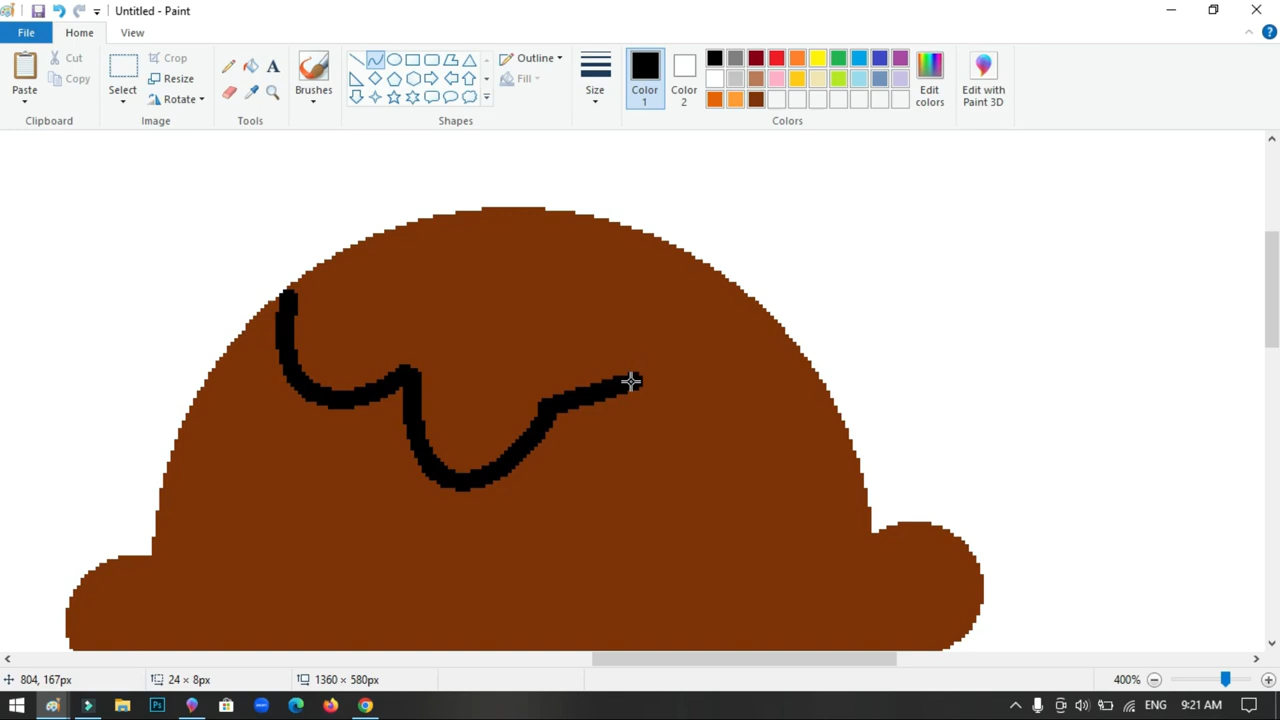 Untitled - Paint
File Home View
Paste Cut Copy
Clipboard
Select Crop Resize Rotate
Image
A
Tools
Brushes
Outline Fill
Shapes
Size
Color 1 Color 2
Edit colors
Colors
Edit with Paint 3D
804, 167px 24 × 8px 1360 × 580px 400%
Ps ENG 9:21 AM